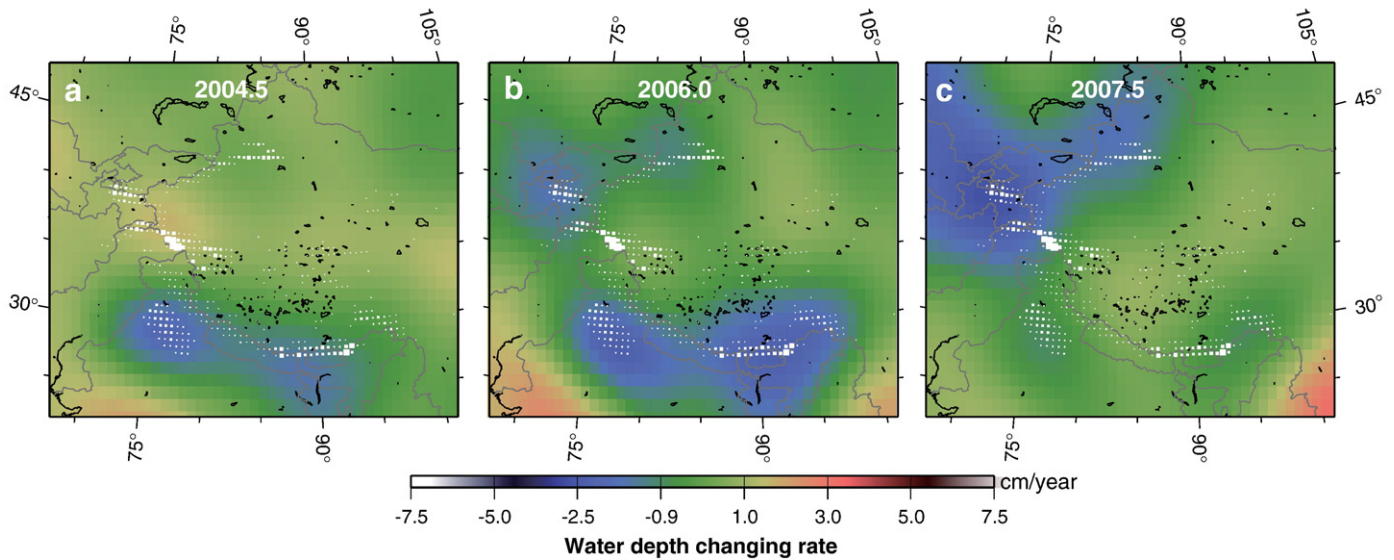 75° 90° 105° 75° 90° 75° 90° 105°
a 2004.5 b 2006.0 c 2007.5
45° 45°
30° 30°
75° 90° 75° 90° 75° 90°
cm/year
-7.5 -5.0 -2.5 -0.9 1.0 3.0 5.0 7.5
Water depth changing rate